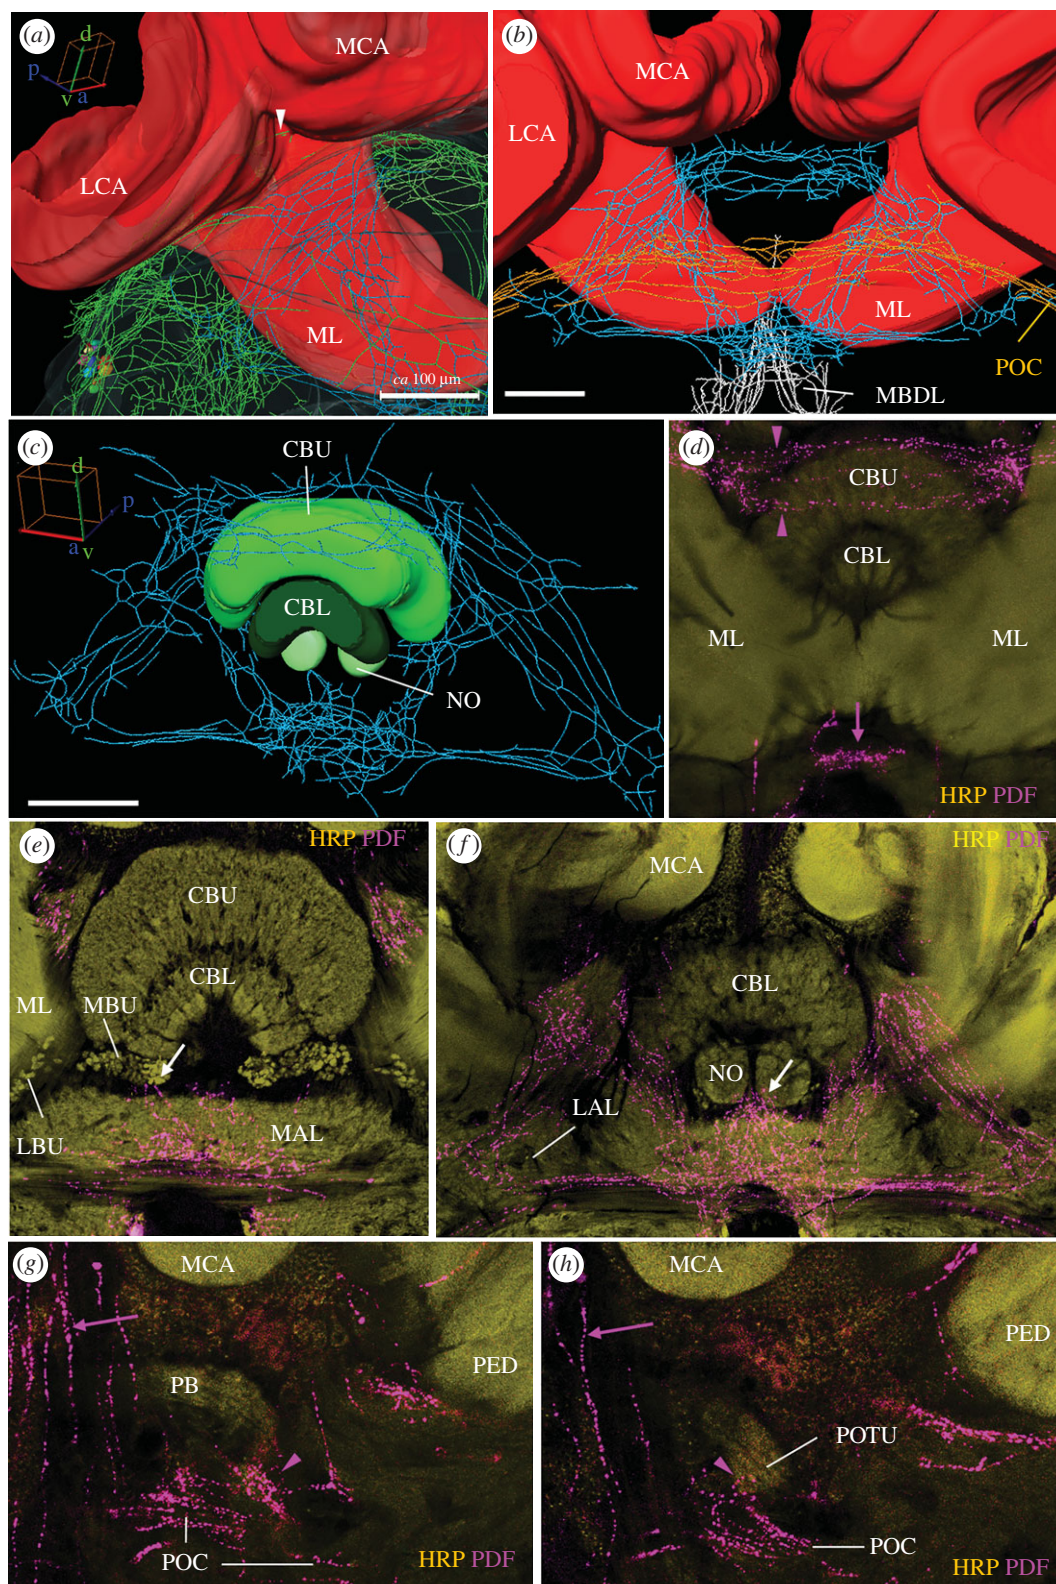 (a)
d
p
v a
MCA
LCA
ML
ca 100 µm
(b)
MCA
LCA
ML
POC
MBDL
(c)
d
p
a
v
CBU
CBL
NO
(d)
CBU
CBL
ML
ML
HRP PDF
(e)
HRP PDF
CBU
CBL
ML
MBU
LBU
MAL
(f)
HRP PDF
MCA
CBL
NO
LAL
(g)
MCA
PED
PB
POC
HRP PDF
(h)
MCA
PED
POTU
POC
HRP PDF